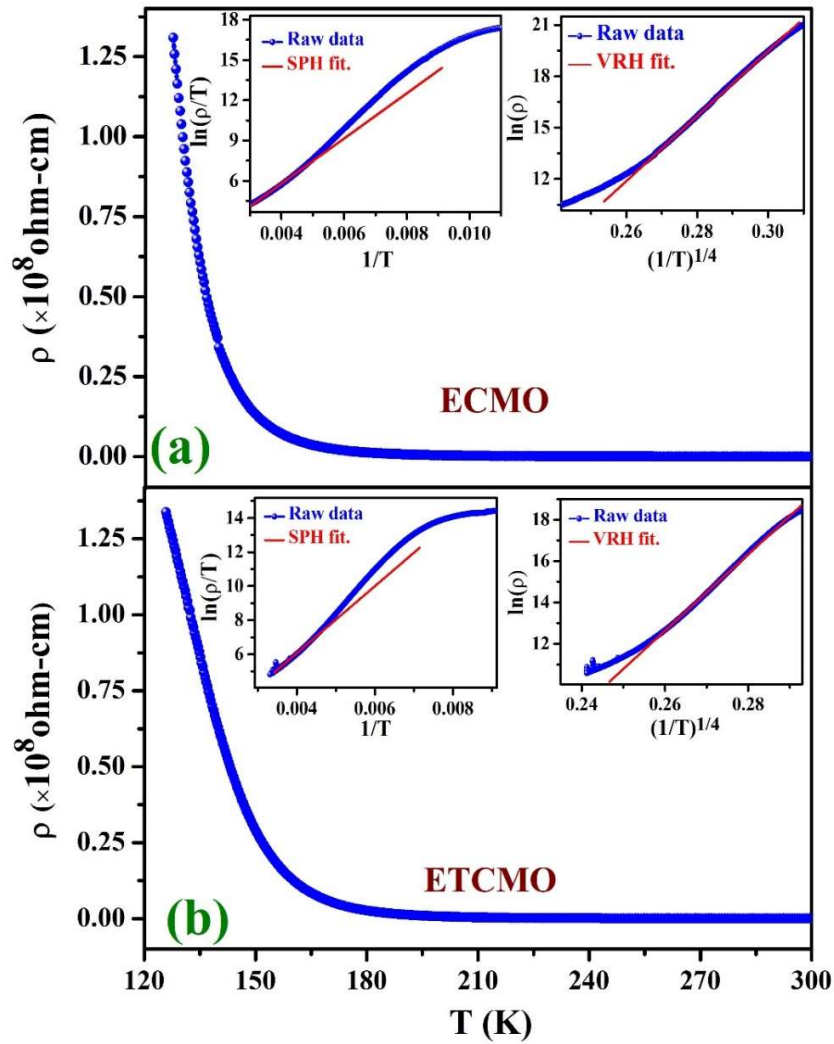 1.25
1.00
0.75
0.50
0.25
0.00
ρ (×10⁸ohm-cm)
18
15
12
9
6
ln(ρ/T)
Raw data
SPH fit.
0.004 0.006 0.008 0.010
1/T
21
18
15
12
ln(ρ)
Raw data
VRH fit.
0.26 0.28 0.30
(1/T)^1/4
ECMO
(a)
1.25
1.00
0.75
0.50
0.25
0.00
ρ (×10⁸ohm-cm)
14
12
10
8
6
ln(ρ/T)
Raw data
SPH fit.
0.004 0.006 0.008
1/T
18
16
14
12
ln(ρ)
Raw data
VRH fit.
0.24 0.26 0.28
(1/T)^1/4
ETCMO
(b)
120 150 180 210 240 270 300
T (K)